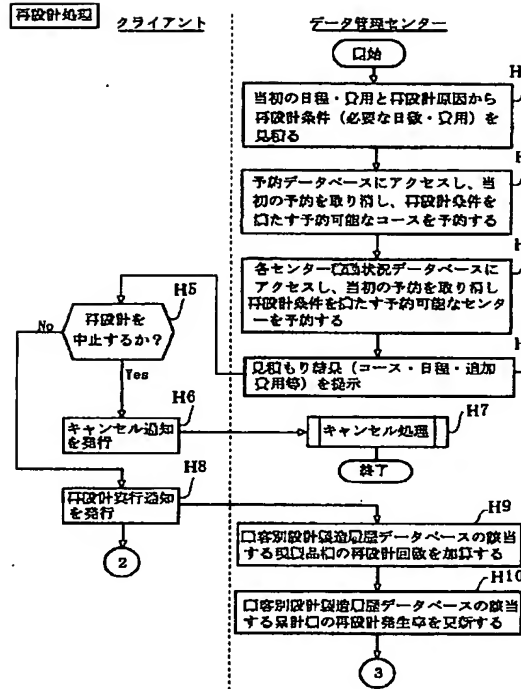 再設計処理
クライアント
データ管理センター
開始
H
当初の日程・費用と再設計原因から
再設計条件（必要な日数・費用）を
見積る
H
予約データベースにアクセスし、当
初の予約を取り消し、再設計条件を
満たす予約可能なコースを予約する
H
各センター 状況データベースに
アクセスし、当初の予約を取り消し
再設計条件を満たす予約可能なセンタ
ーを予約する
H5
再設計を
中止するか？
No
Yes
H
見積もり結果（コース・日程・追加
費用等）を提示
H6
キャンセル通知
を発行
H7
キャンセル処理
終了
H8
再設計実行通知
を発行
2
H9
客別設計製造 歴データベースの該当
する の再設計回数を加算する
H10
客別設計製造 歴データベースの該当
する の再設計発生率を更新する
3